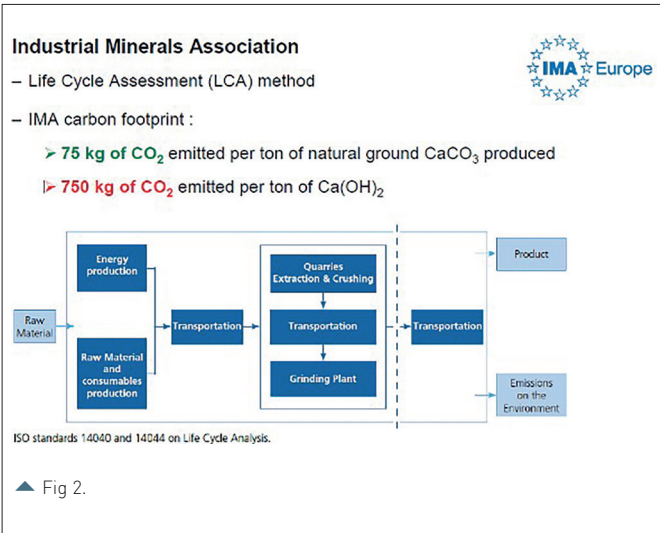 Industrial Minerals Association
IMA Europe
– Life Cycle Assessment (LCA) method
– IMA carbon footprint :
➢ 75 kg of CO₂ emitted per ton of natural ground CaCO₃ produced
➢ 750 kg of CO₂ emitted per ton of Ca(OH)₂
Raw
Material
Energy
production
Raw Material
and
consumables
production
Transportation
Quarries
Extraction & Crushing
Transportation
Grinding Plant
Transportation
Product
Emissions
on the
Environment
ISO standards 14040 and 14044 on Life Cycle Analysis.
Fig 2.